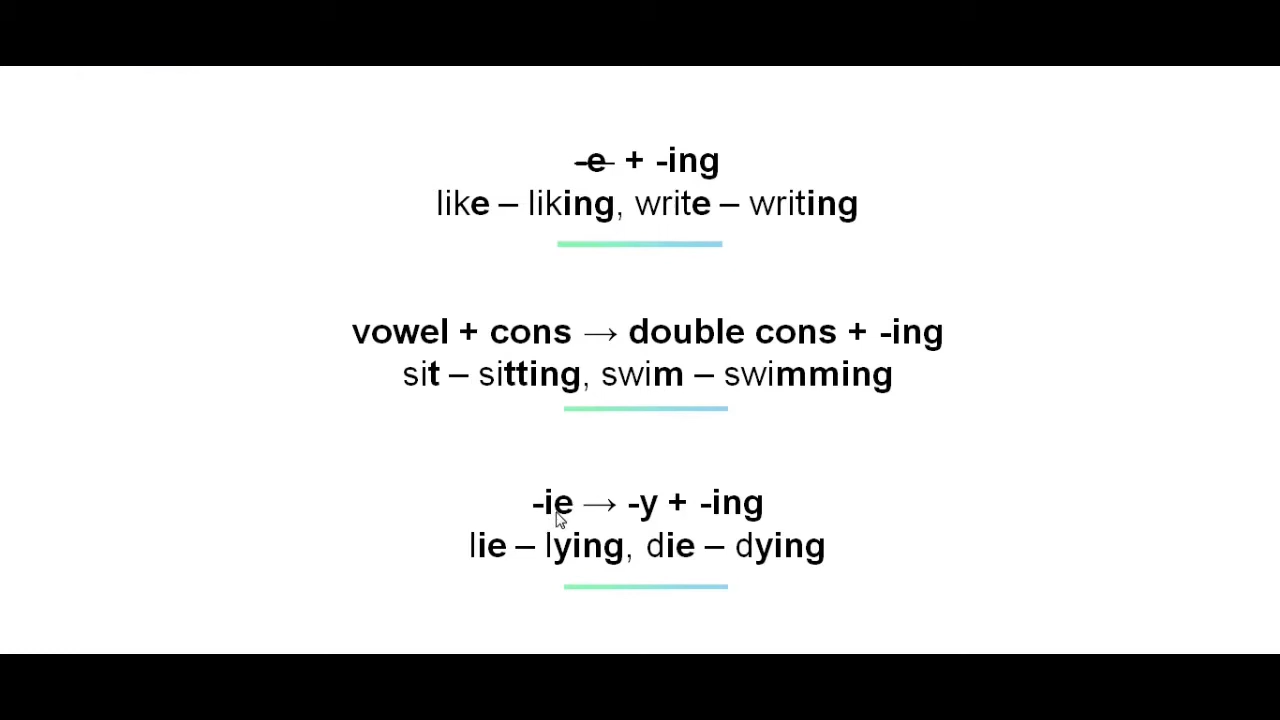 -e + -ing
like – liking, write – writing
vowel + cons → double cons + -ing
sit – sitting, swim – swimming
-ie → -y + -ing
lie – lying, die – dying